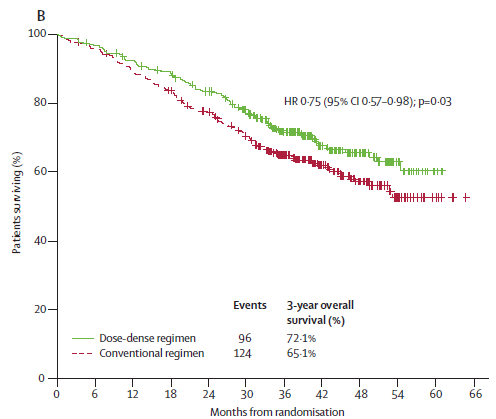 B
100
80
60
40
20
0
Patients surviving (%)
HR 0·75 (95% CI 0·57–0·98); p=0·03
Events 3-year overall
survival (%)
Dose-dense regimen 96 72·1%
Conventional regimen 124 65·1%
0 6 12 18 24 30 36 42 48 54 60 66
Months from randomisation